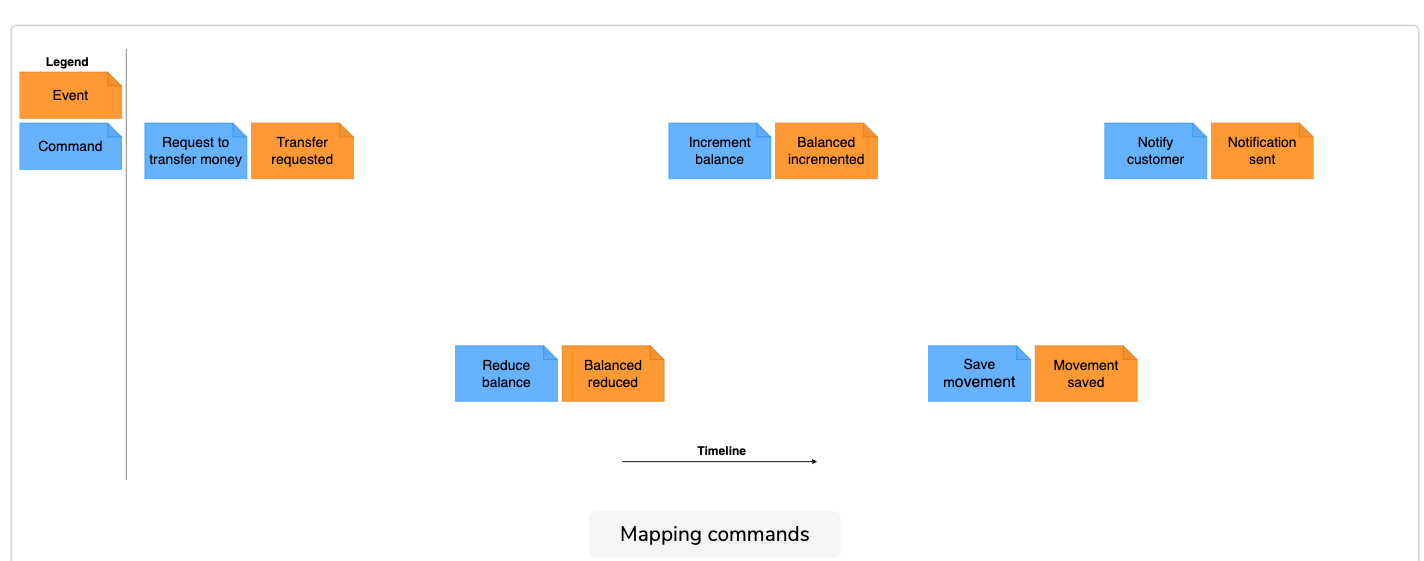 Legend
Event
Command
Request to
transfer money
Transfer
requested
Increment
balance
Balanced
incremented
Notify
customer
Notification
sent
Reduce
balance
Balanced
reduced
Save
movement
Movement
saved
Timeline
Mapping commands